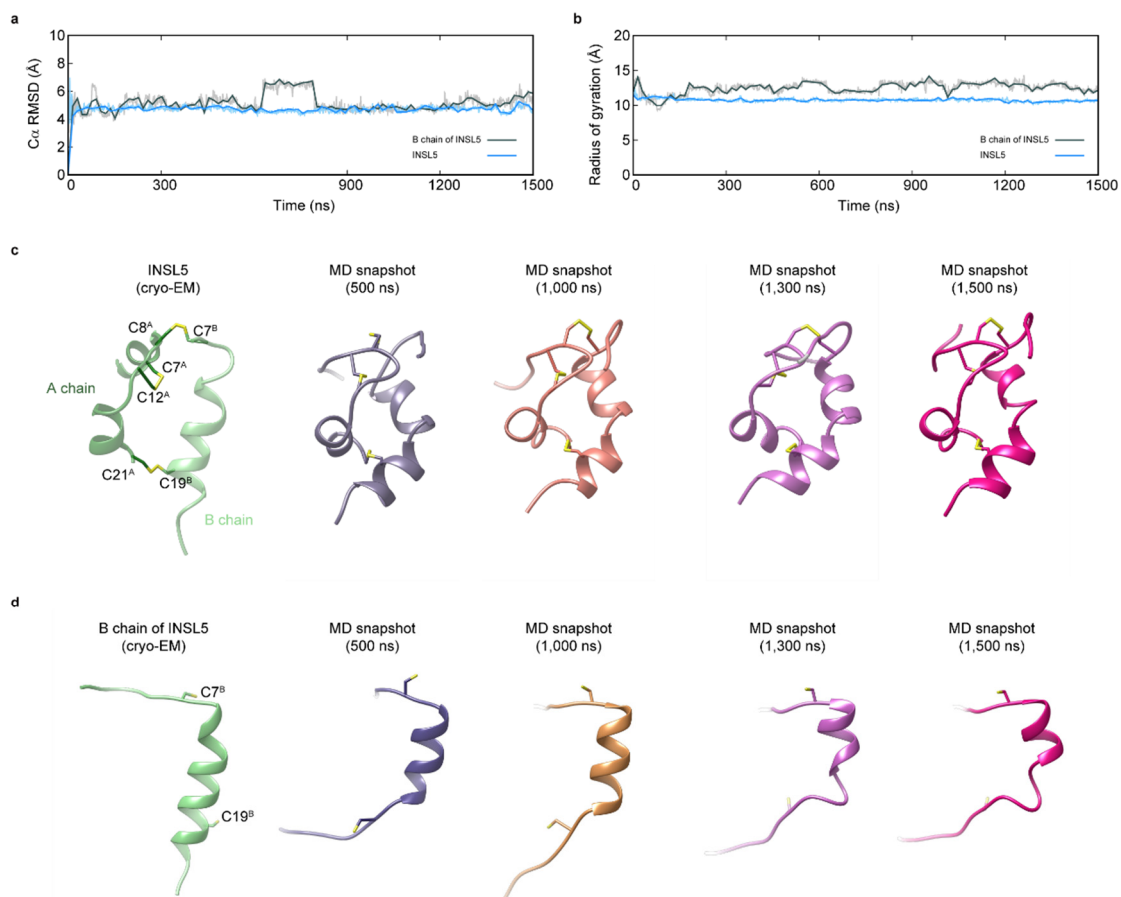 a
10
8
6
4
2
0
Cα RMSD (Å)
B chain of INSL5
INSL5
0 300 900 1200 1500
Time (ns)
b
20
15
10
5
0
Radius of gyration (Å)
B chain of INSL5
INSL5
0 300 600 900 1200 1500
Time (ns)
c
INSL5
(cryo-EM)
MD snapshot
(500 ns)
MD snapshot
(1,000 ns)
MD snapshot
(1,300 ns)
MD snapshot
(1,500 ns)
C8ᴬ
C7ᴮ
C7ᴬ
A chain
C12ᴬ
C21ᴬ
C19ᴮ
B chain
d
B chain of INSL5
(cryo-EM)
MD snapshot
(500 ns)
MD snapshot
(1,000 ns)
MD snapshot
(1,300 ns)
MD snapshot
(1,500 ns)
C7ᴮ
C19ᴮ